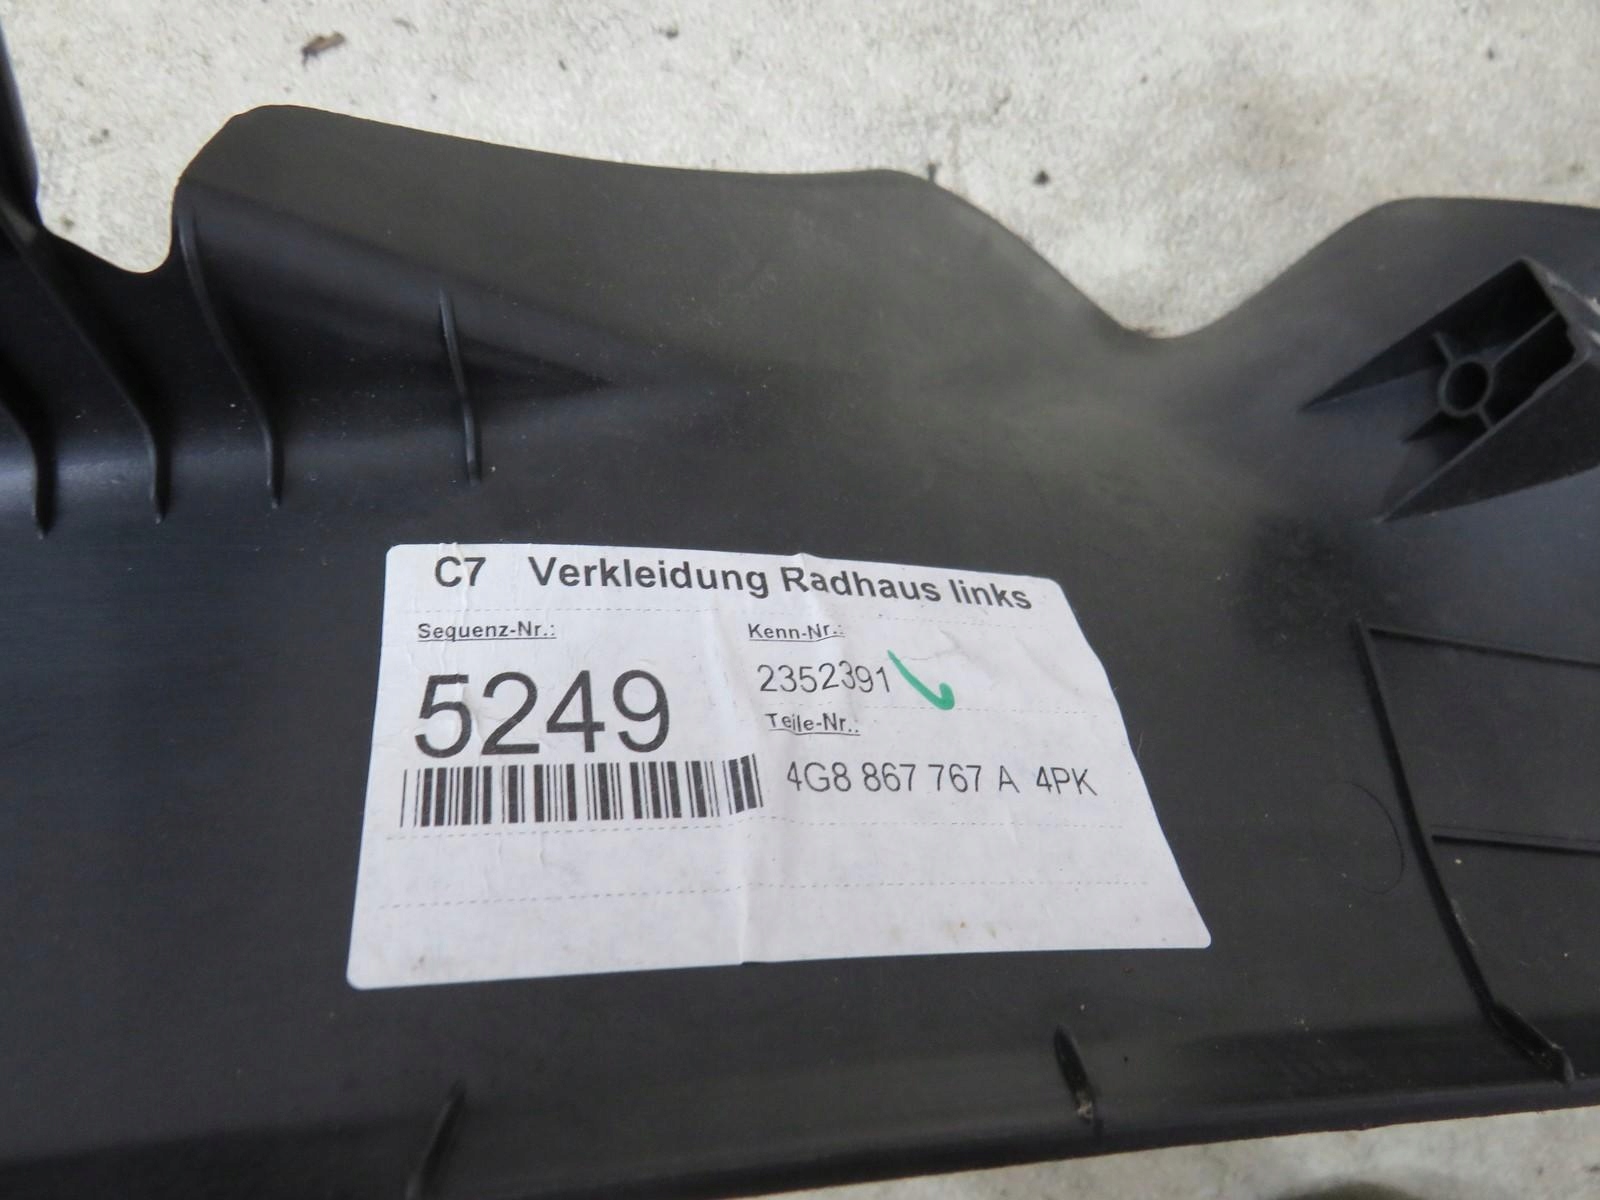 C7 Verkleidung Radhaus links
Sequenz-Nr.:
5249
Kenn-Nr.:
2352391
Teile-Nr.:
4G8 867 767 A 4PK